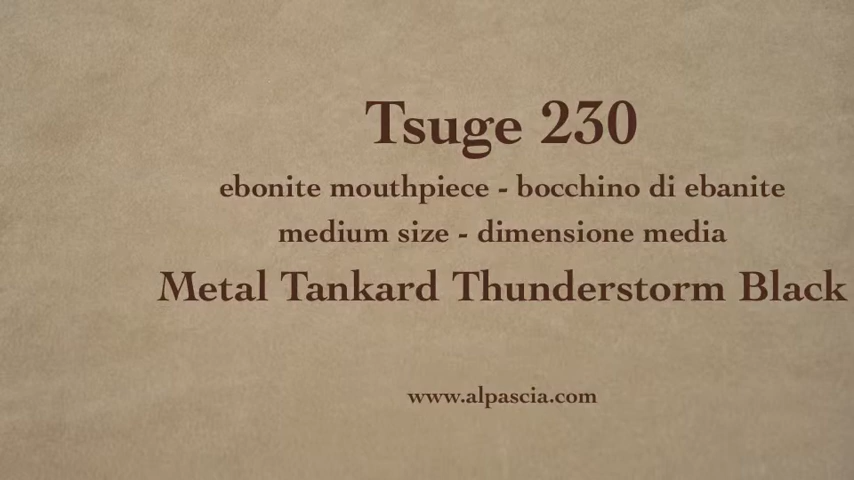 Tsuge 230
ebonite mouthpiece - bocchino di ebanite
medium size - dimensione media
Metal Tankard Thunderstorm Black
www.alpascia.com